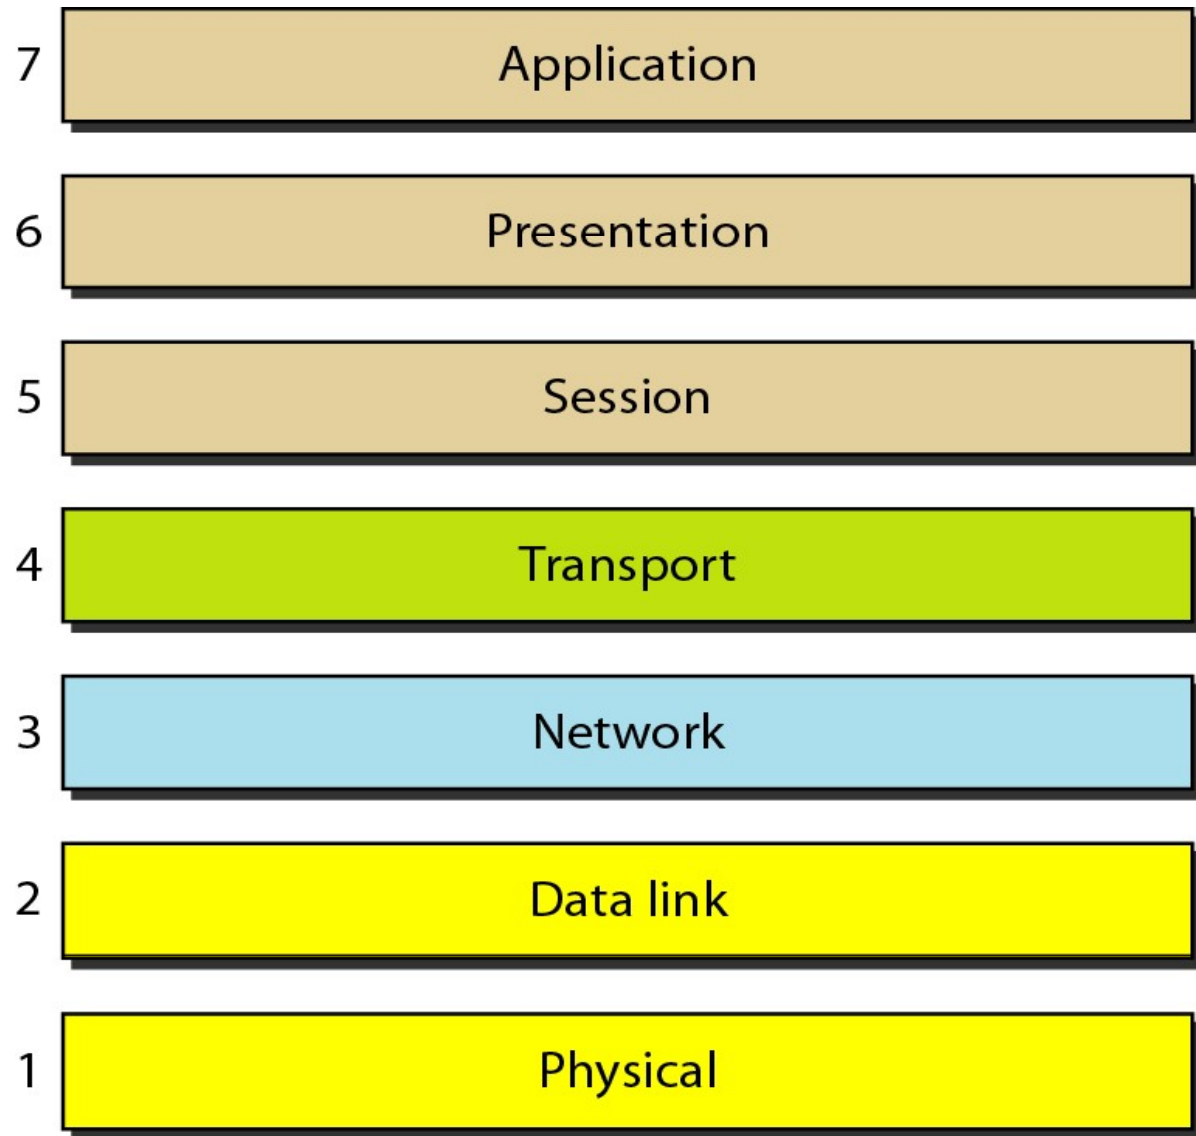 7 Application
6 Presentation
5 Session
4 Transport
3 Network
2 Data link
1 Physical